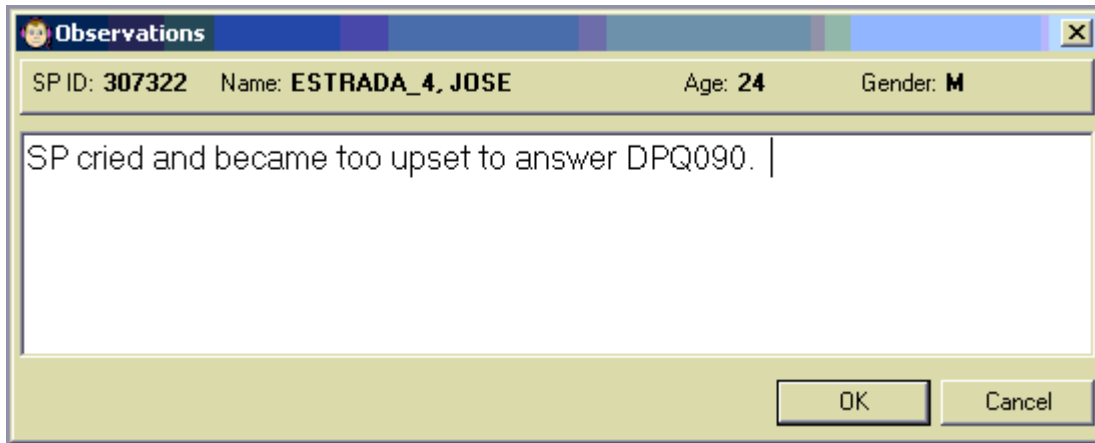 Observations
SP ID: 307322 Name: ESTRADA_4, JOSE Age: 24 Gender: M
SP cried and became too upset to answer DPQ090.
OK Cancel